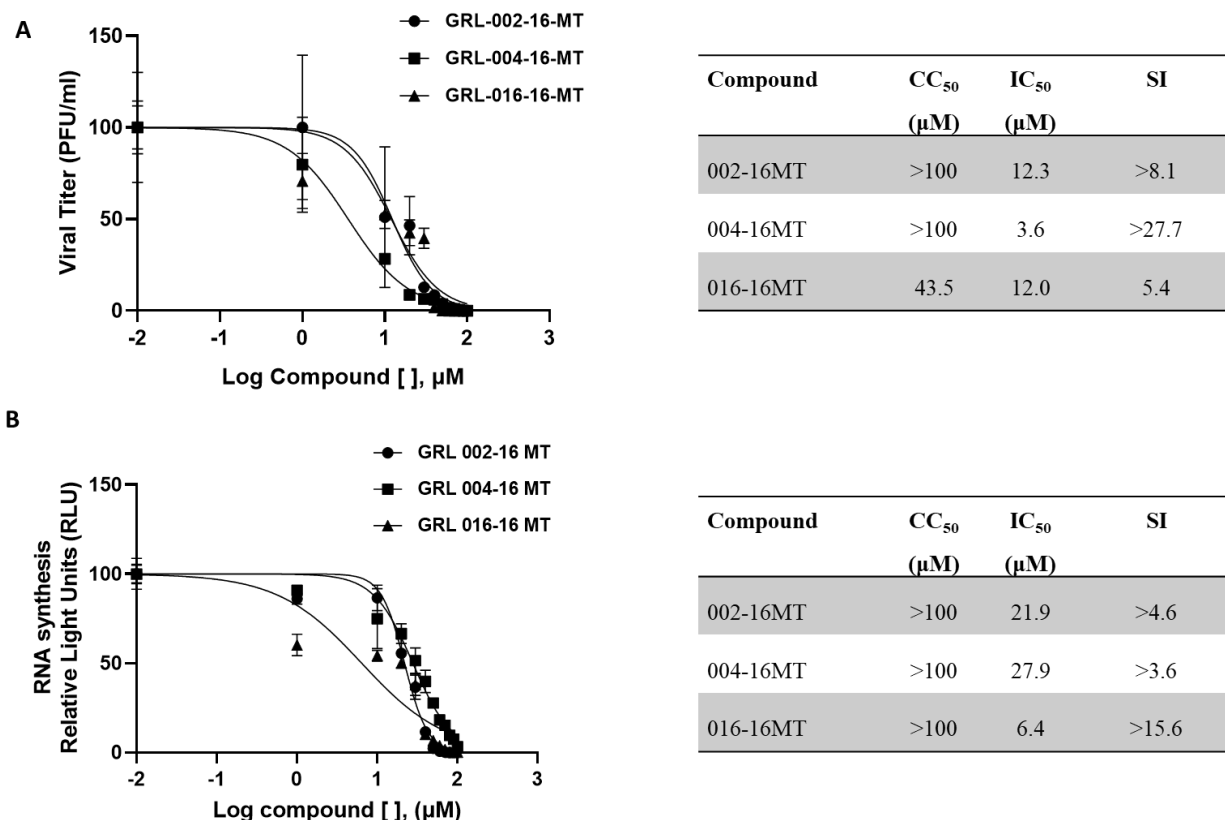 A
GRL-002-16-MT
GRL-004-16-MT
GRL-016-16-MT
150
100
50
0
Viral Titer (PFU/ml)
-2 -1 0 1 2 3
Log Compound [ ], µM
Compound CC50 IC50 SI
(µM) (µM)
002-16MT >100 12.3 >8.1
004-16MT >100 3.6 >27.7
016-16MT 43.5 12.0 5.4
B
GRL 002-16 MT
GRL 004-16 MT
GRL 016-16 MT
150
100
50
0
RNA synthesis
Relative Light Units (RLU)
-2 -1 0 1 2 3
Log compound [ ], (µM)
Compound CC50 IC50 SI
(µM) (µM)
002-16MT >100 21.9 >4.6
004-16MT >100 27.9 >3.6
016-16MT >100 6.4 >15.6